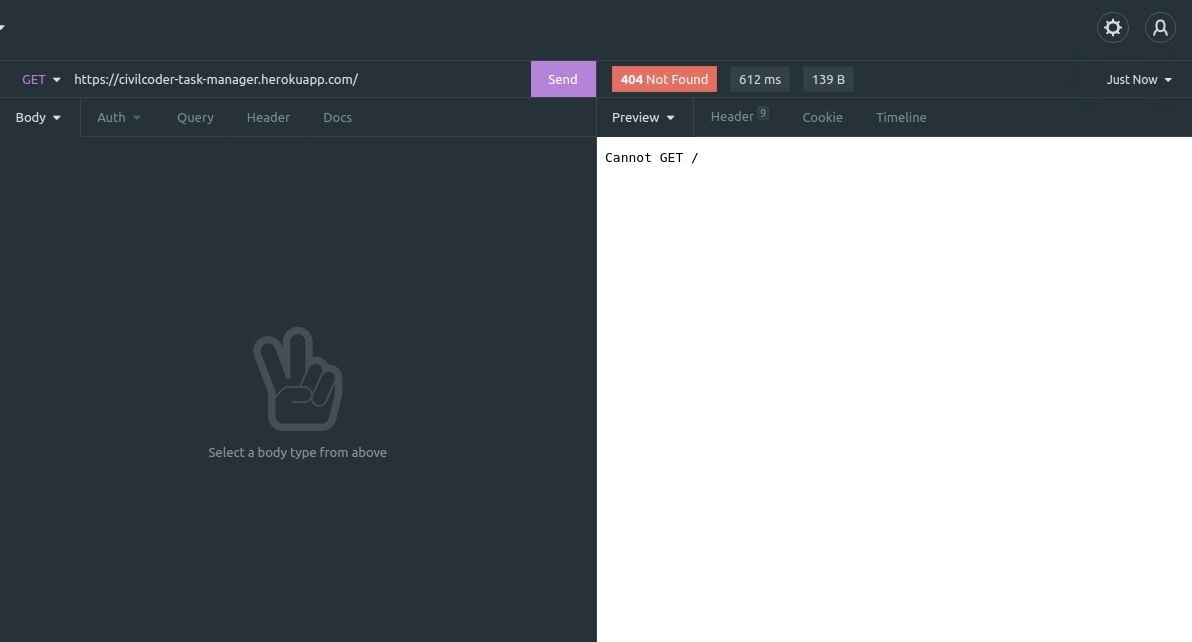 GET https://civilcoder-task-manager.herokuapp.com/ Send 404 Not Found 612 ms 139 B Just Now
Body Auth Query Header Docs Preview Header 9 Cookie Timeline
Cannot GET /
Select a body type from above